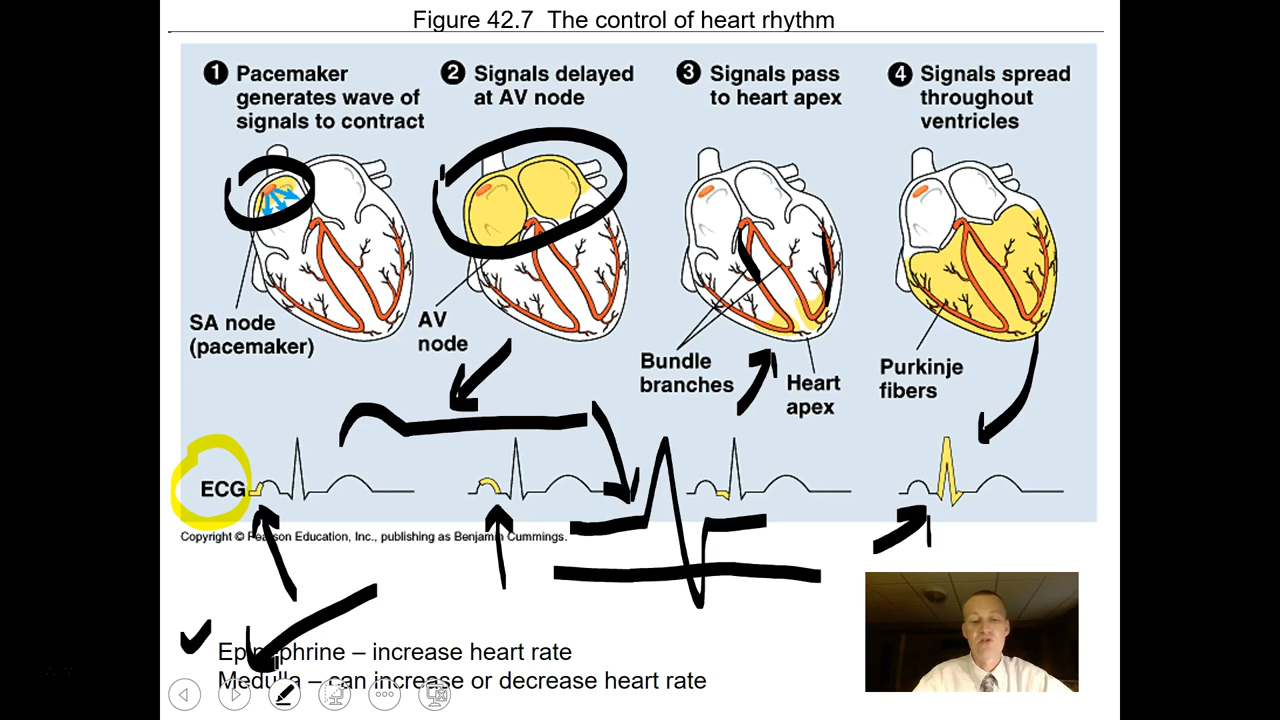 Figure 42.7 The control of heart rhythm
1 Pacemaker
generates wave of
signals to contract
2 Signals delayed
at AV node
3 Signals pass
to heart apex
4 Signals spread
throughout
ventricles
SA node
(pacemaker)
AV
node
Bundle
branches
Heart
apex
Purkinje
fibers
ECG
Copyright © Pearson Education, Inc., publishing as Benjamin Cummings.
Epinephrine – increase heart rate
Medulla – can increase or decrease heart rate